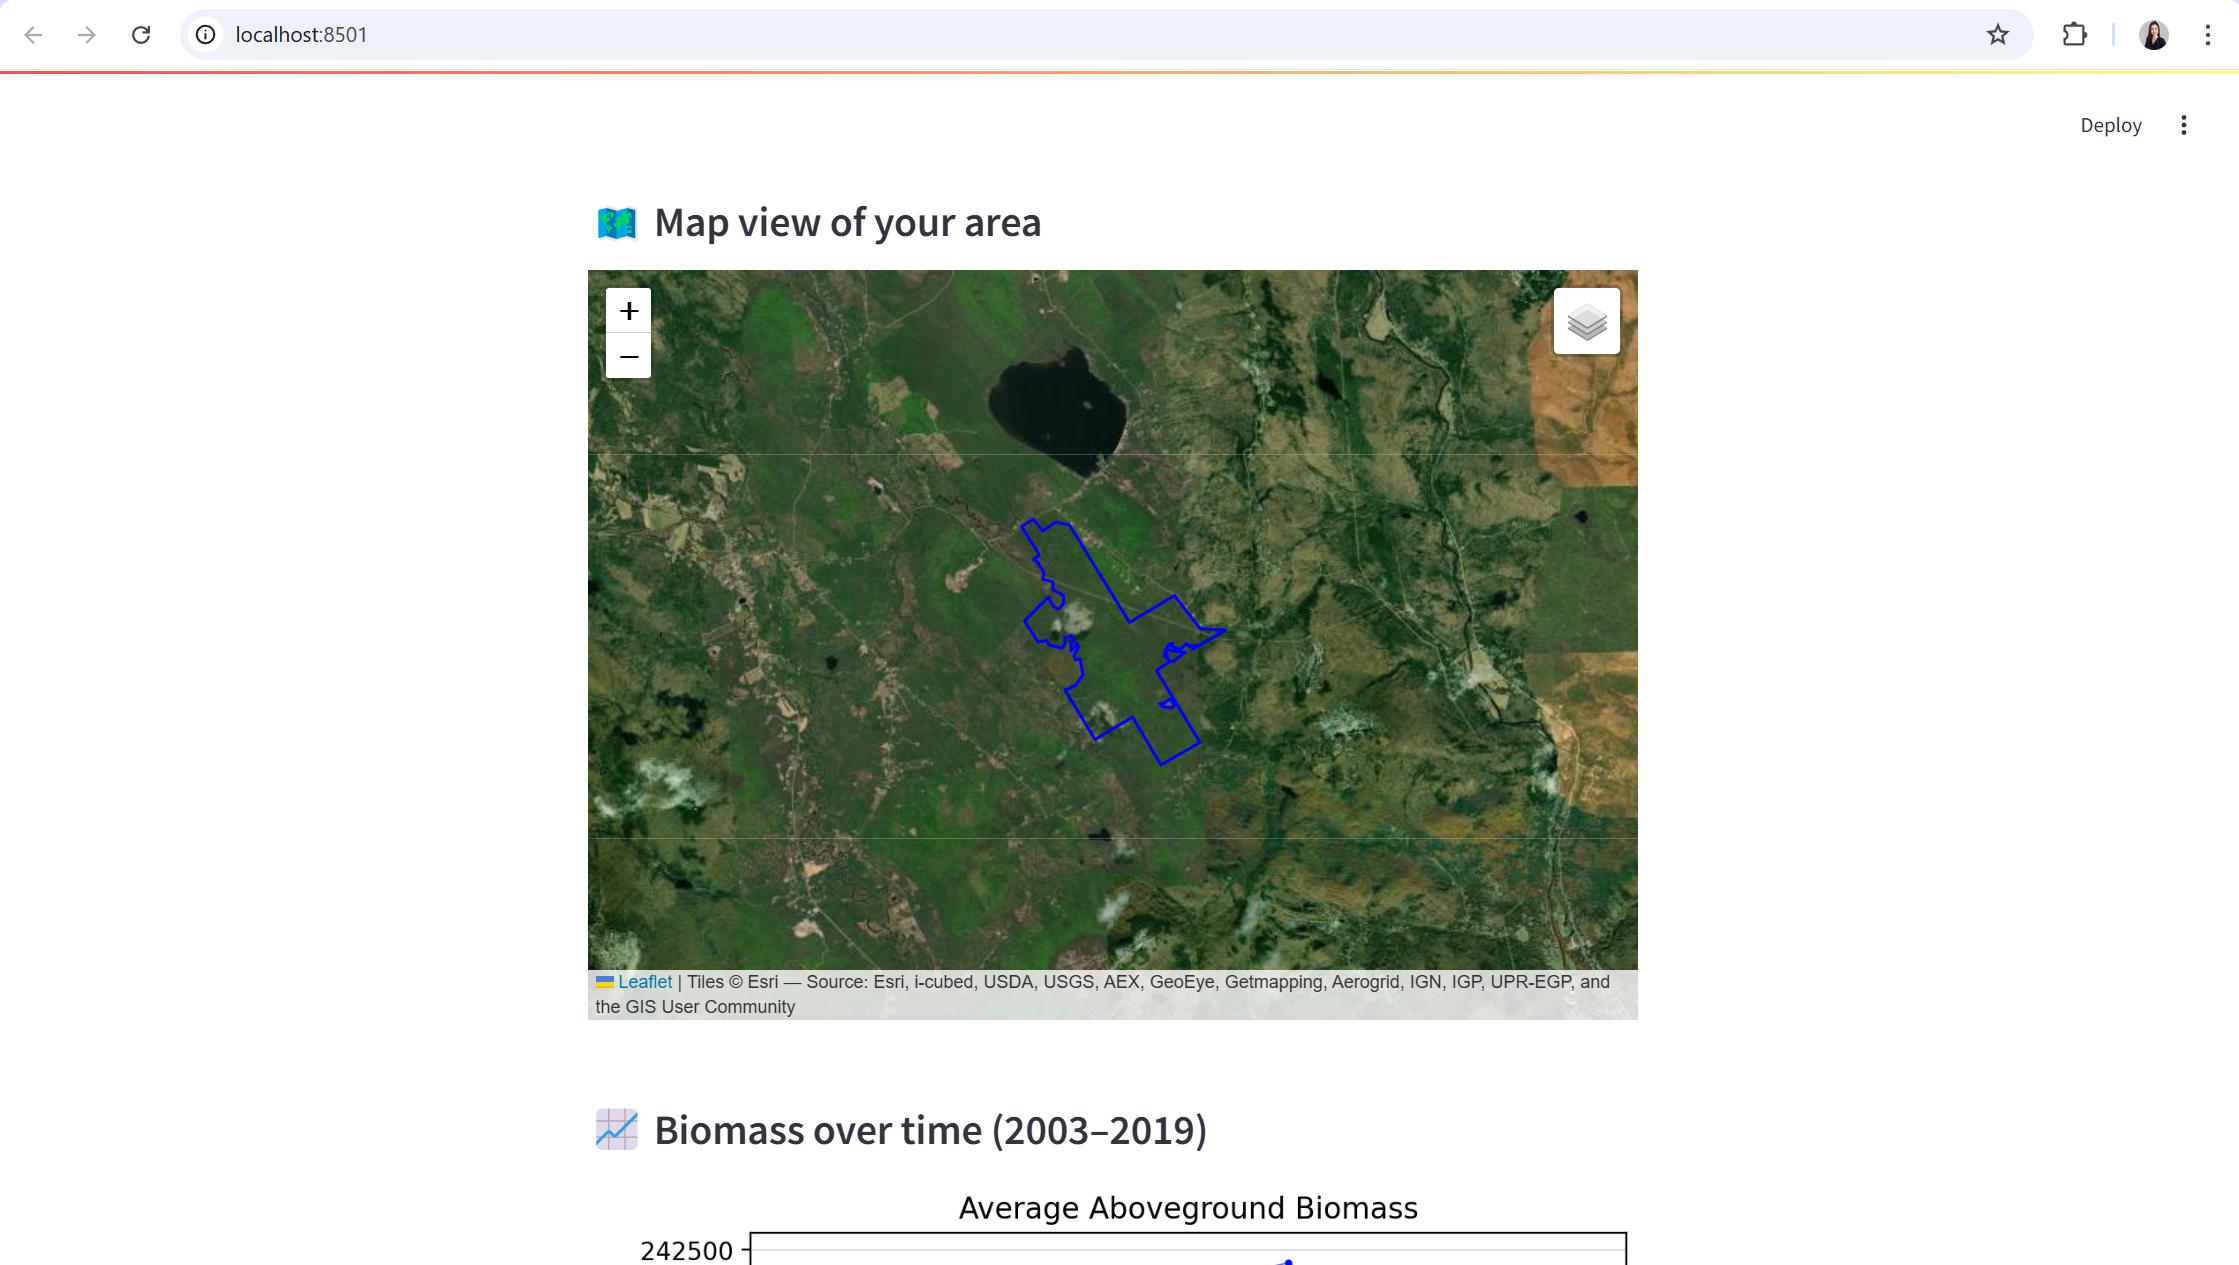 localhost:8501
Deploy
Map view of your area
+
−
Leaflet | Tiles © Esri — Source: Esri, i-cubed, USDA, USGS, AEX, GeoEye, Getmapping, Aerogrid, IGN, IGP, UPR-EGP, and
the GIS User Community
Biomass over time (2003–2019)
Average Aboveground Biomass
242500